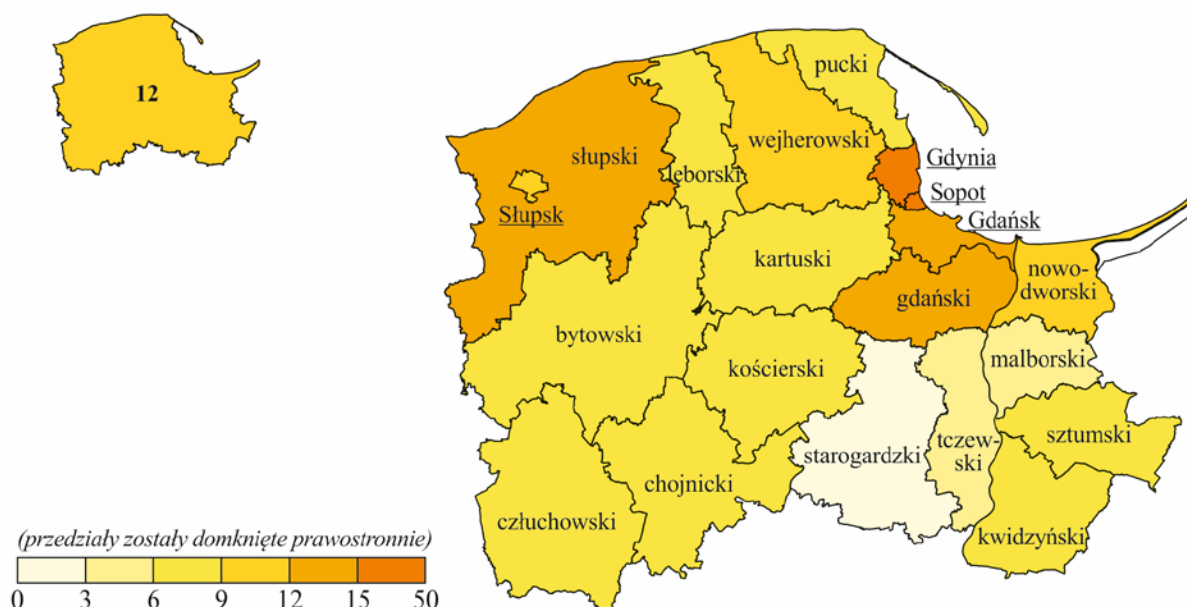 12
pucki
słupski
wejherowski
lęborski
Gdynia
Sopot
Słupsk
Gdańsk
kartuski
nowo-
dworski
gdański
bytowski
malborski
kościerski
sztumski
tczew-
ski
starogardzki
chojnicki
człuchowski
kwidzyński
(przedziały zostały domknięte prawostronnie)
0 3 6 9 12 15 50